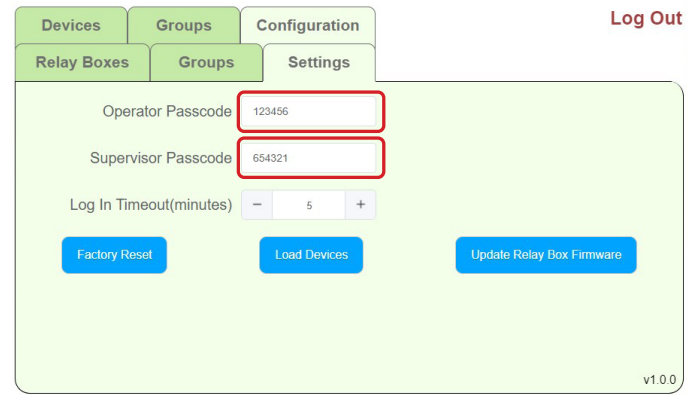 Devices Groups Configuration Log Out
Relay Boxes Groups Settings
Operator Passcode 123456
Supervisor Passcode 654321
Log In Timeout(minutes) − 5 +
Factory Reset Load Devices Update Relay Box Firmware
v1.0.0